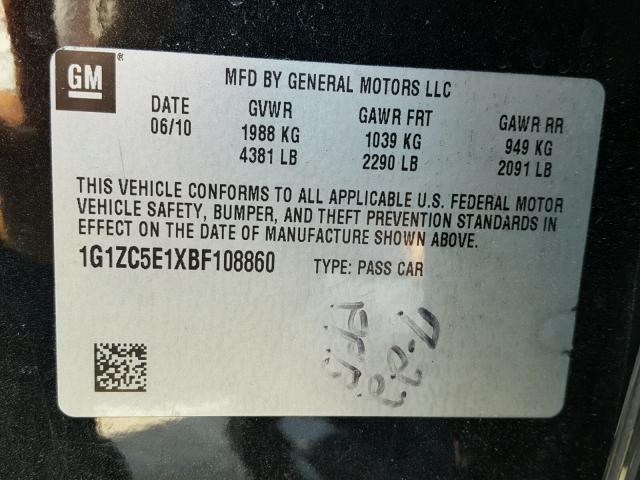 GM
MFD BY GENERAL MOTORS LLC
DATE GVWR GAWR FRT GAWR RR
06/10 1988 KG 1039 KG 949 KG
4381 LB 2290 LB 2091 LB
THIS VEHICLE CONFORMS TO ALL APPLICABLE U.S. FEDERAL MOTOR
VEHICLE SAFETY, BUMPER, AND THEFT PREVENTION STANDARDS IN
EFFECT ON THE DATE OF MANUFACTURE SHOWN ABOVE.
1G1ZC5E1XBF108860 TYPE: PASS CAR